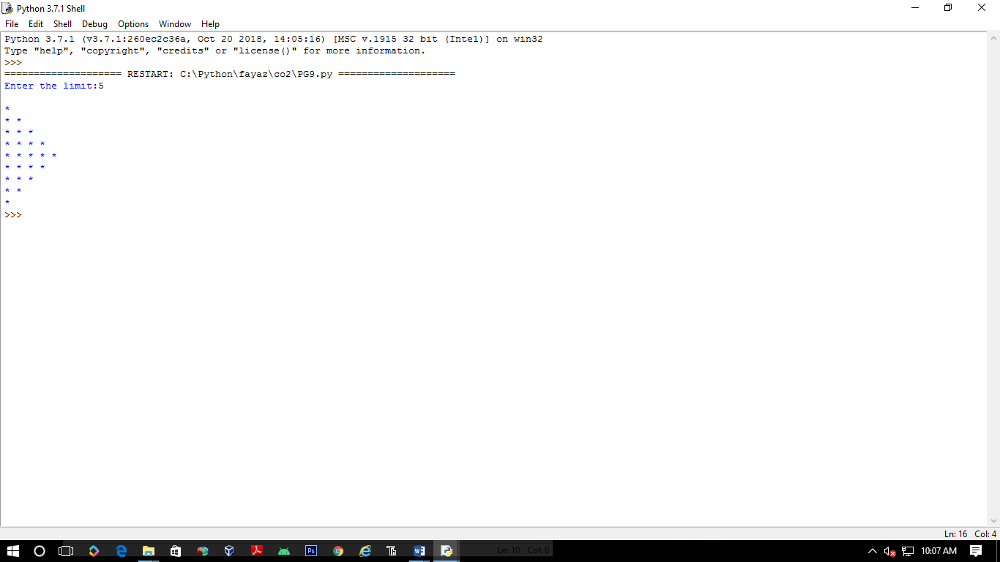 Python 3.7.1 Shell
File Edit Shell Debug Options Window Help
Python 3.7.1 (v3.7.1:260ec2c36a, Oct 20 2018, 14:05:16) [MSC v.1915 32 bit (Intel)] on win32
Type "help", "copyright", "credits" or "license()" for more information.
>>>
==================== RESTART: C:\Python\fayaz\co2\PG9.py ====================
Enter the limit:5

*
* *
* * *
* * * *
* * * * *
* * * *
* * *
* *
*
>>>
Ln: 16 Col: 4
Ps
Ln: 10 Col: 0
10:07 AM